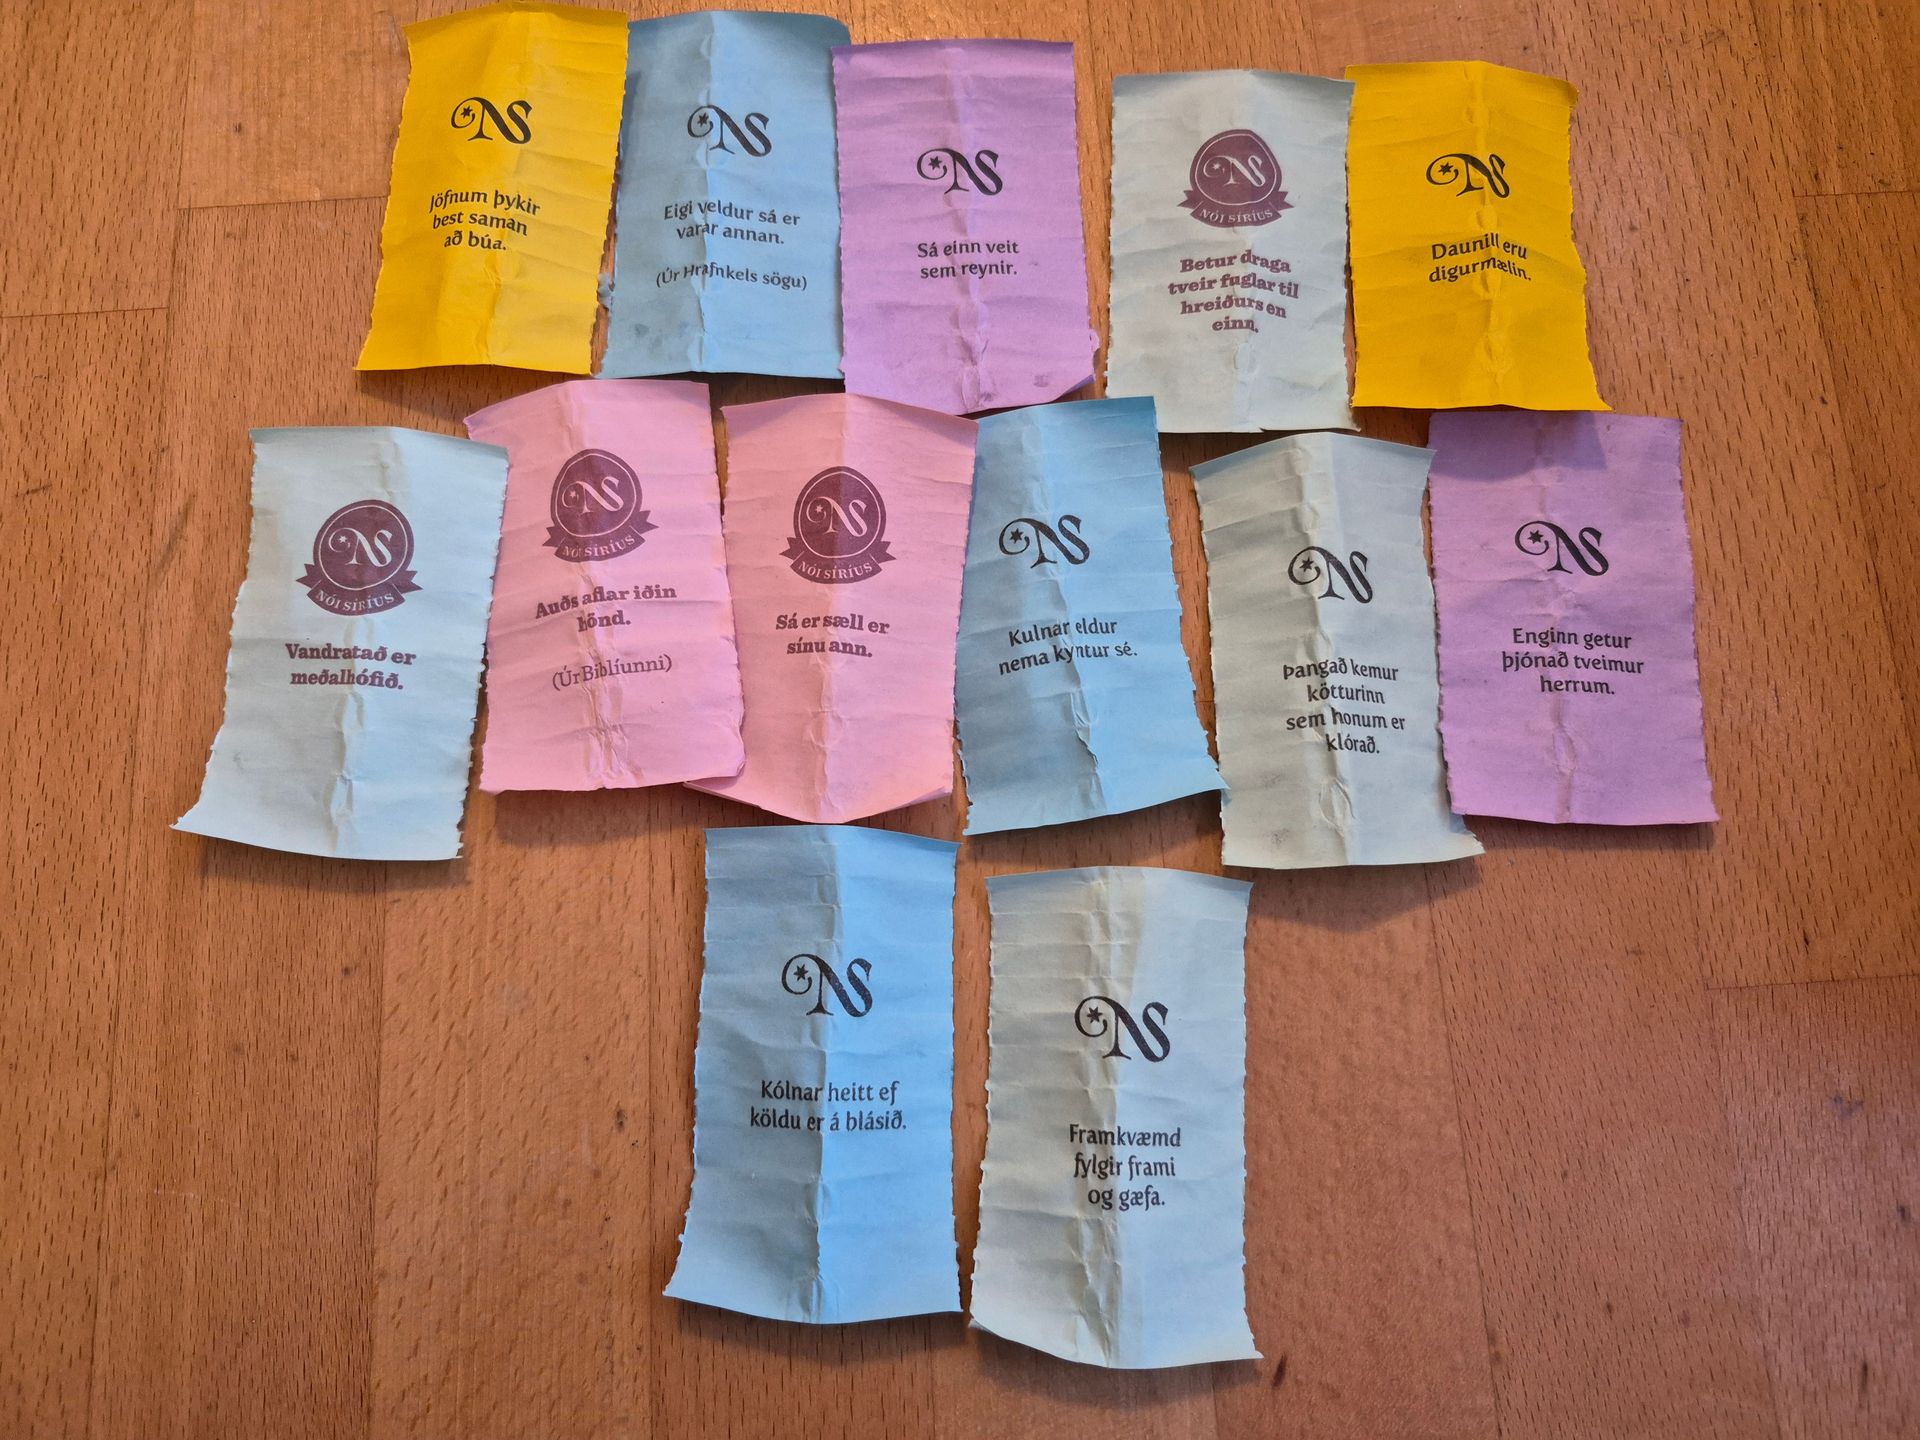 Jöfnum þykir
best saman
að búa.
Eigi veldur sá er
varar annan.
(Úr Hrafnkels sögu)
Sá einn veit
sem reynir.
NÓI SÍRÍUS
Betur draga
tveir fuglar til
hreiðurs en
einn.
Daunill eru
digurmælin.
NÓI SÍRÍUS
Vandratað er
meðalhófið.
NÓI SÍRÍUS
Auðs aflar iðin
hönd.
(Úr Biblíunni)
NÓI SÍRÍUS
Sá er sæll er
sínu ann.
Kulnar eldur
nema kyntur sé.
Þangað kemur
kötturinn
sem honum er
klórað.
Enginn getur
þjónað tveimur
herrum.
Kólnar heitt ef
köldu er á blásið.
Framkvæmd
fylgir frami
og gæfa.